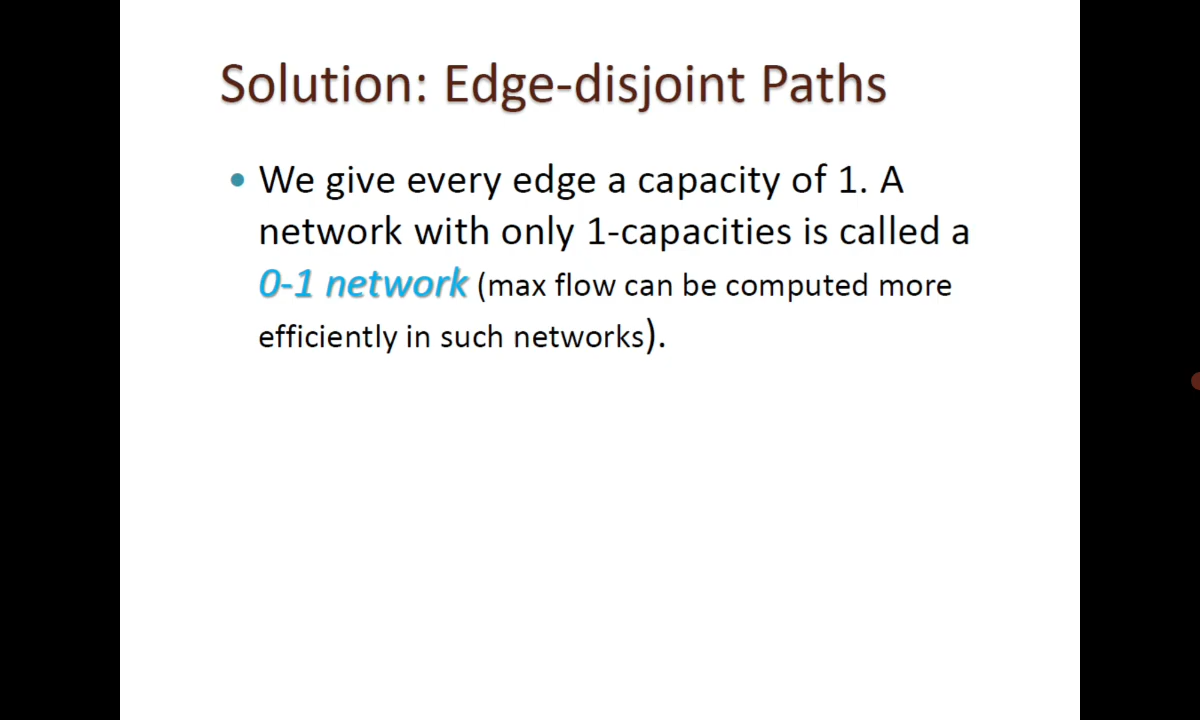 Solution: Edge-disjoint Paths
• We give every edge a capacity of 1. A
network with only 1-capacities is called a
0-1 network (max flow can be computed more
efficiently in such networks).